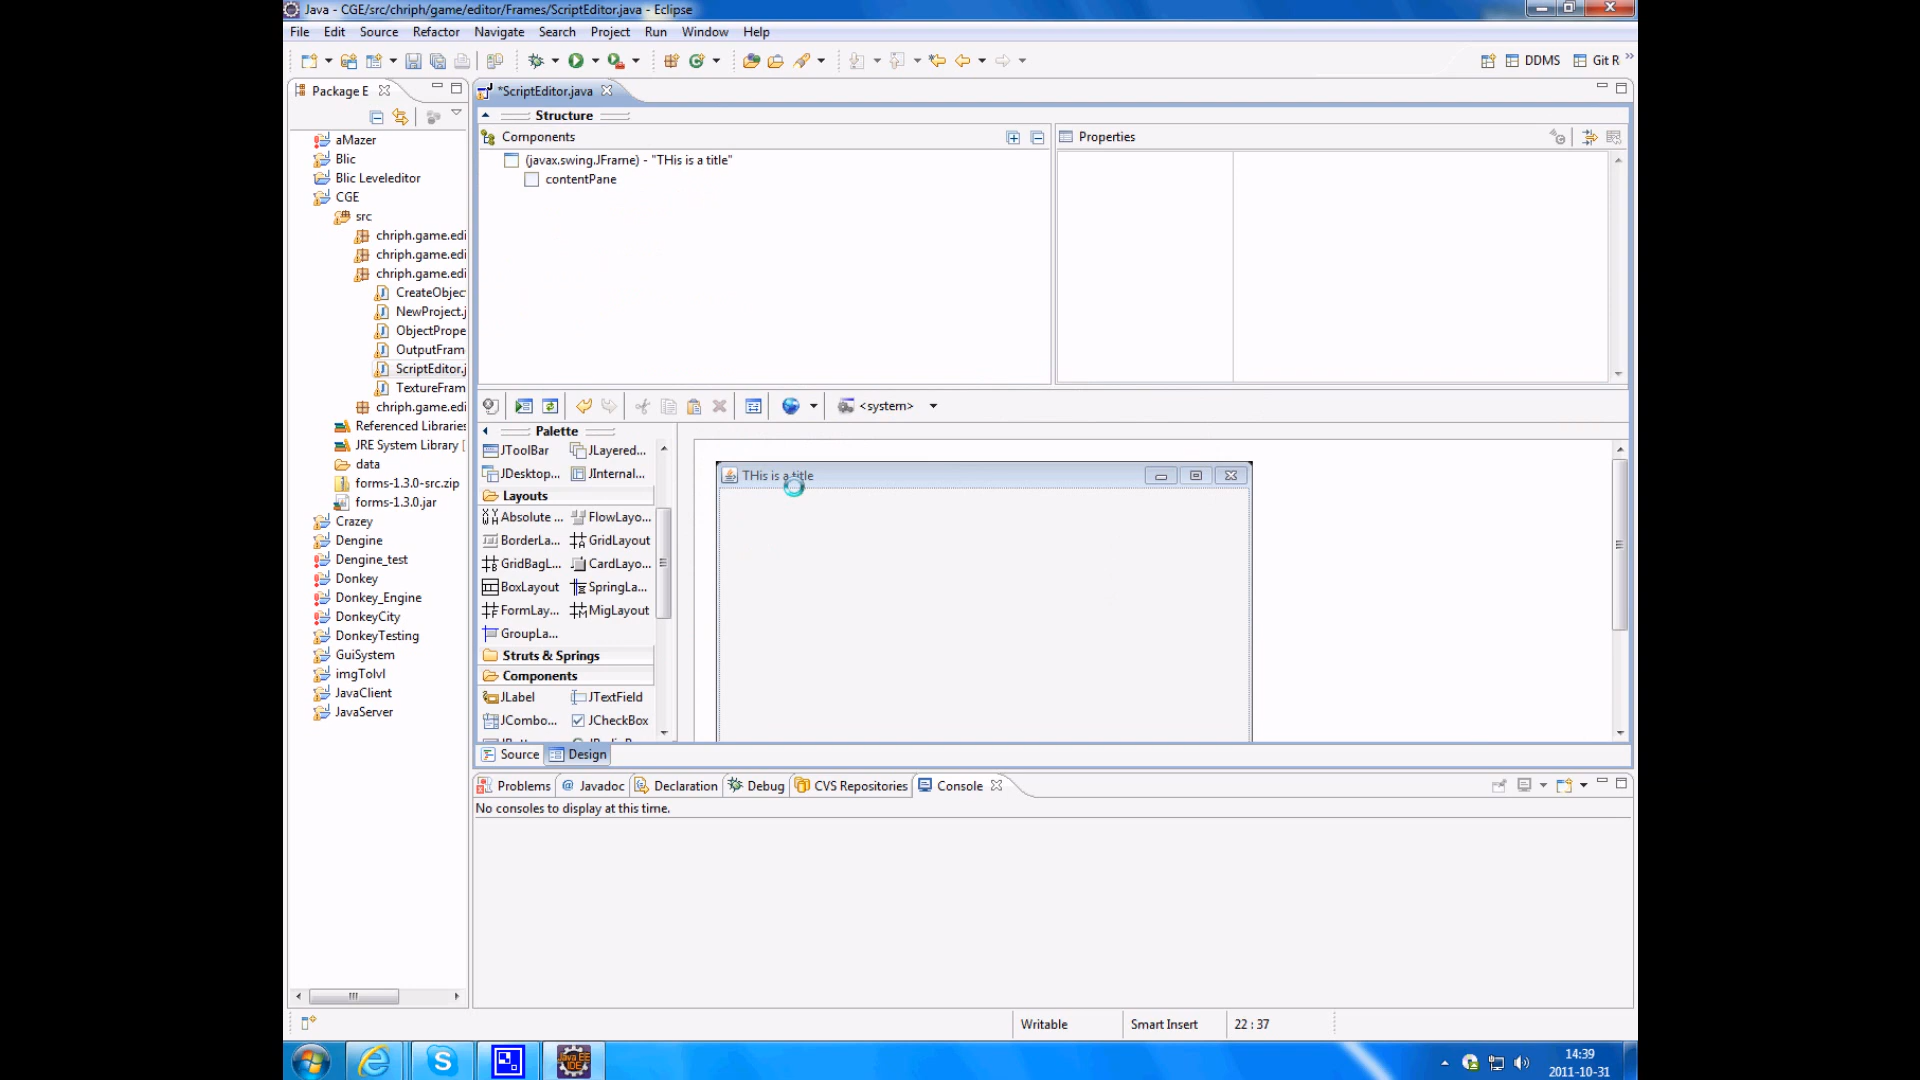 Java - CGE/src/chriph/game/editor/Frames/ScriptEditor.java - Eclipse
File Edit Source Refactor Navigate Search Project Run Window Help
DDMS Git R
Package E
*ScriptEditor.java
Structure
Components
Properties
(javax.swing.JFrame) - "THis is a title"
contentPane
aMazer
Blic
Blic Leveleditor
CGE
src
chriph.game.edi
chriph.game.edi
chriph.game.edi
CreateObjec
NewProject.j
ObjectPrope
OutputFram
ScriptEditor.j
TextureFram
chriph.game.edi
Referenced Libraries
JRE System Library [
data
forms-1.3.0-src.zip
forms-1.3.0.jar
Crazey
Dengine
Dengine_test
Donkey
Donkey_Engine
DonkeyCity
DonkeyTesting
GuiSystem
imgTolvl
JavaClient
JavaServer
<system>
Palette
JToolBar JLayered...
JDesktop... JInternal...
Layouts
Absolute ... FlowLayo...
BorderLa... GridLayout
GridBagL... CardLayo...
BoxLayout SpringLa...
FormLay... MigLayout
GroupLa...
Struts & Springs
Components
JLabel JTextField
JCombo... JCheckBox
THis is a title
Source Design
Problems @ Javadoc Declaration Debug CVS Repositories Console
No consoles to display at this time.
Writable Smart Insert 22 : 37
Java EE
IDE
14:39
2011-10-31